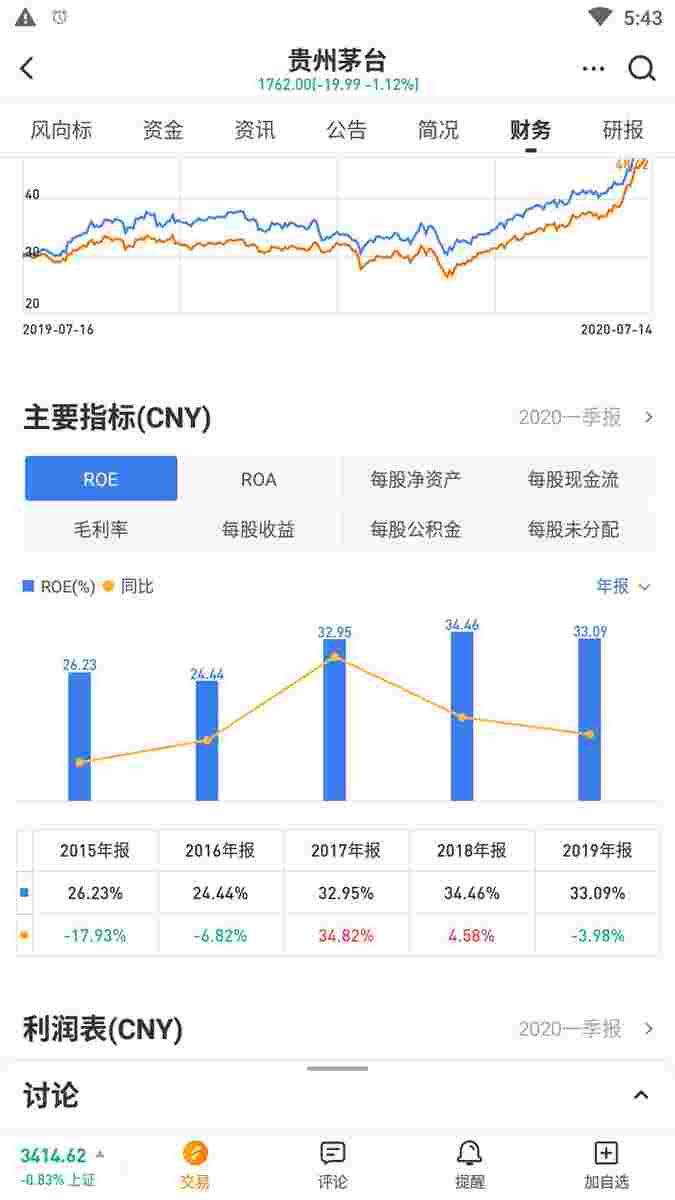 5:43
贵州茅台
1762.00(-19.99 -1.12%)
风向标 资金 资讯 公告 简况 财务 研报
48.62
40
30
20
2019-07-16 2020-07-14
主要指标(CNY) 2020一季报
ROE ROA 每股净资产 每股现金流
毛利率 每股收益 每股公积金 每股未分配
ROE(%) 同比 年报
26.23 24.44 32.95 34.46 33.09
2015年报 2016年报 2017年报 2018年报 2019年报
26.23% 24.44% 32.95% 34.46% 33.09%
-17.93% -6.82% 34.82% 4.58% -3.98%
利润表(CNY) 2020一季报
讨论
3414.62
-0.83% 上证
交易 评论 提醒 加自选